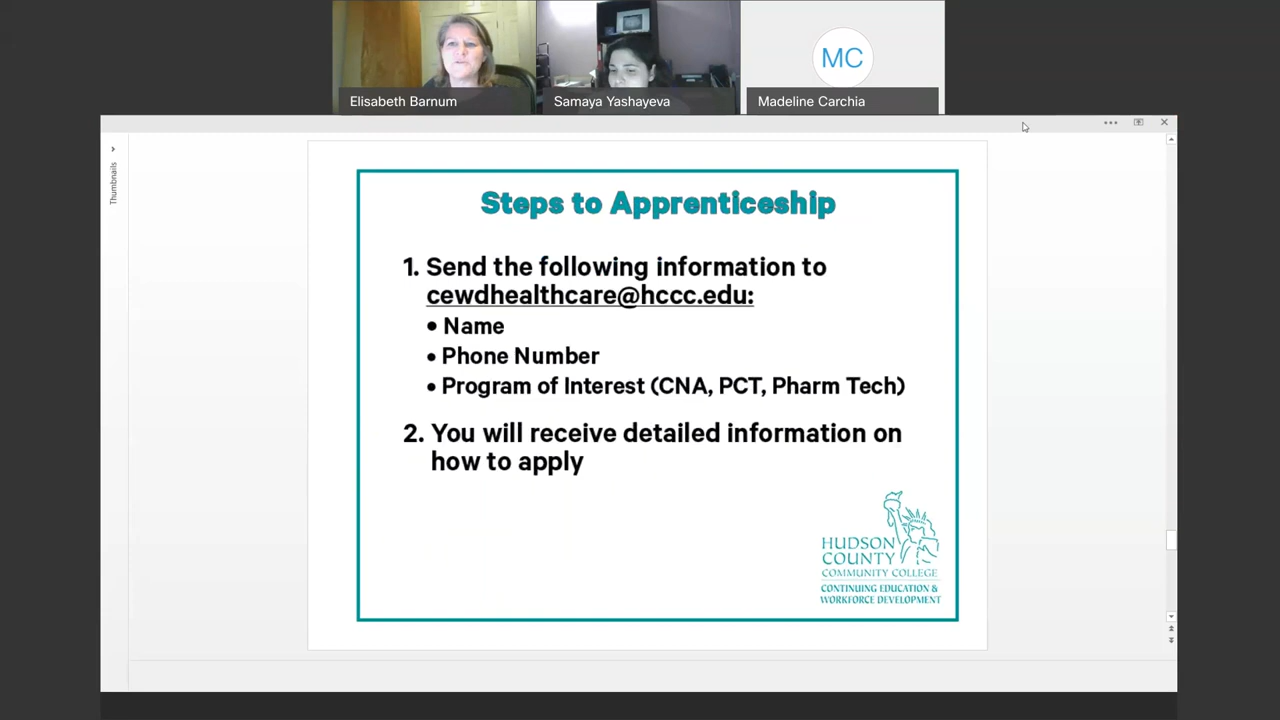 Elisabeth Barnum
Samaya Yashayeva
MC
Madeline Carchia
Thumbnails
Steps to Apprenticeship
1. Send the following information to
cewdhealthcare@hccc.edu:
• Name
• Phone Number
• Program of Interest (CNA, PCT, Pharm Tech)
2. You will receive detailed information on
how to apply
HUDSON
COUNTY
COMMUNITY COLLEGE
CONTINUING EDUCATION &
WORKFORCE DEVELOPMENT